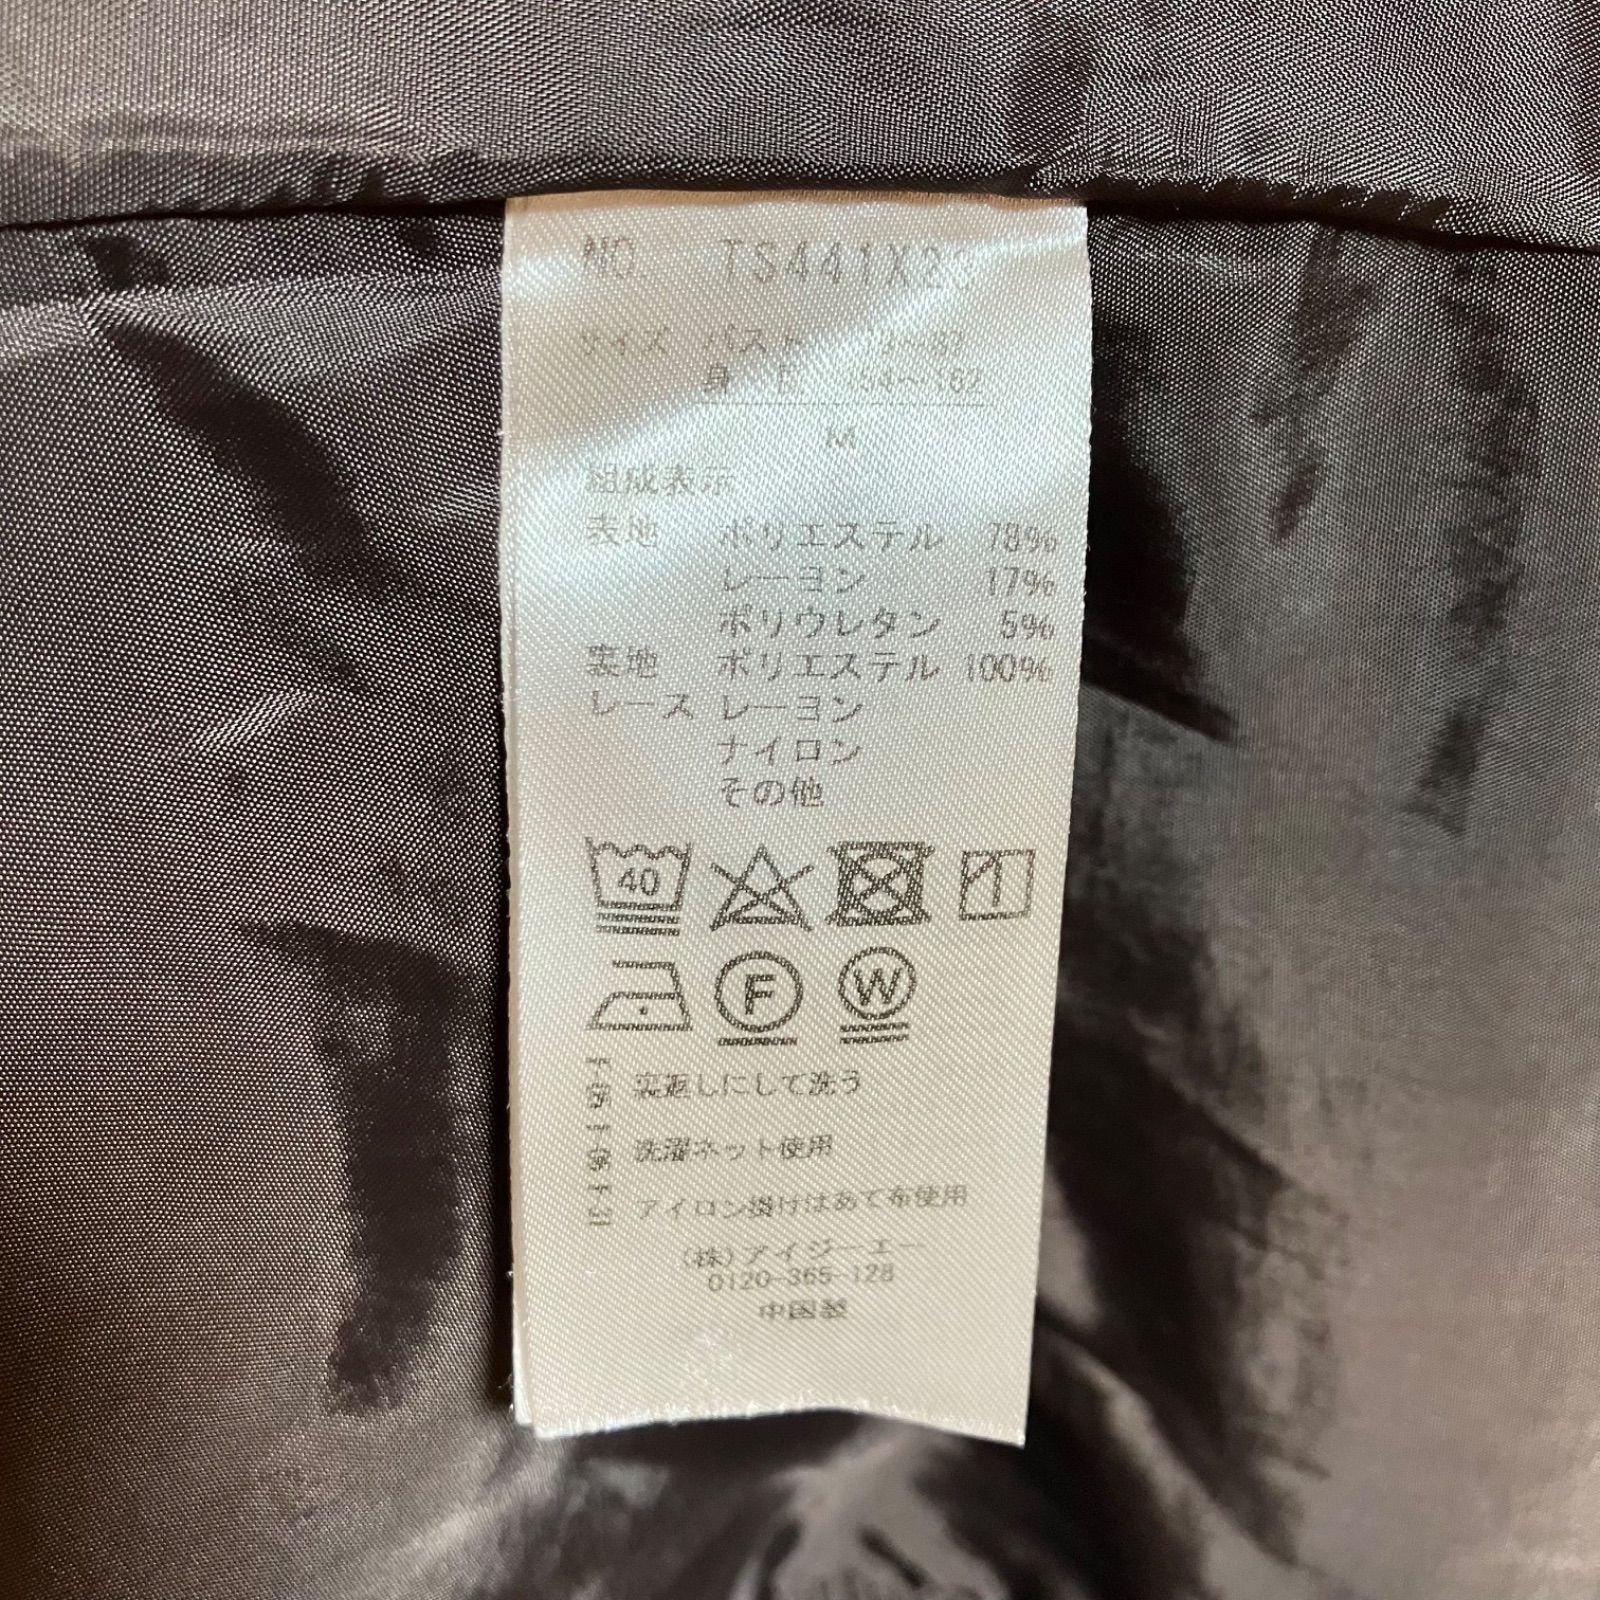 NO. TS441X
サイズ バスト ～82
身 ～162
M
組成表示
表地 ポリエステル 78%
レーヨン 17%
ポリウレタン 5%
裏地 ポリエステル 100%
レース レーヨン
ナイロン
その他
40
F
W
裏返しにして洗う
洗濯ネット使用
アイロン掛けはあて布使用
(株)アイジーエー
0120-365-128
中国製